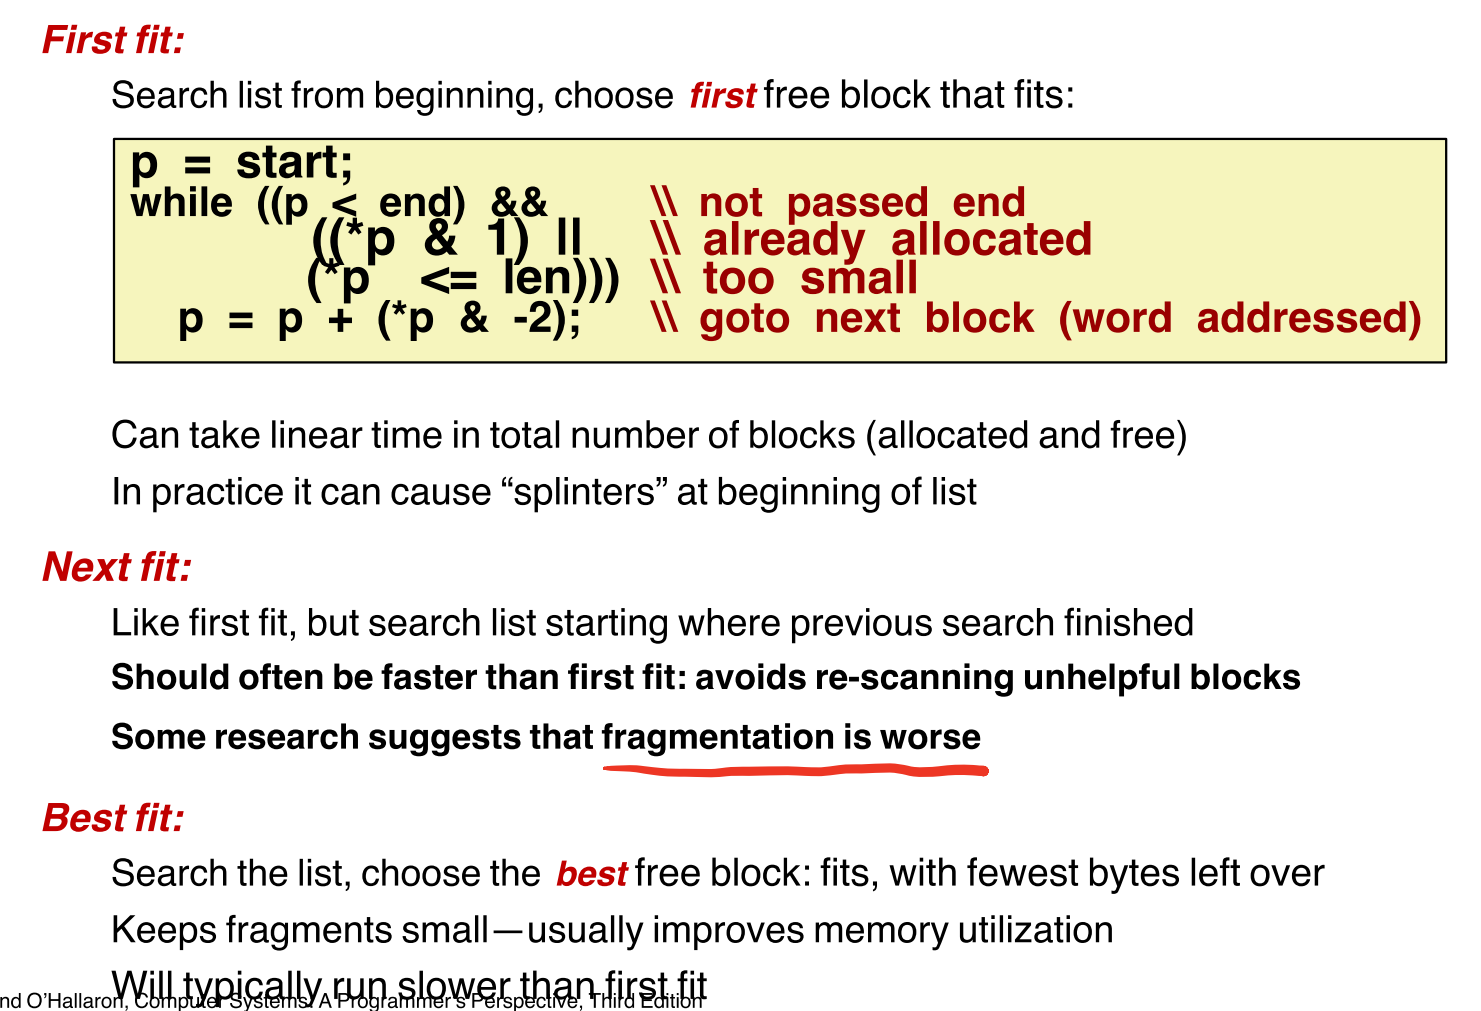 First fit:
Search list from beginning, choose first free block that fits:
p = start;
while ((p < end) && \\ not passed end
((*p & 1) || \\ already allocated
(*p <= len))) \\ too small
p = p + (*p & -2); \\ goto next block (word addressed)
Can take linear time in total number of blocks (allocated and free)
In practice it can cause “splinters” at beginning of list
Next fit:
Like first fit, but search list starting where previous search finished
Should often be faster than first fit: avoids re-scanning unhelpful blocks
Some research suggests that fragmentation is worse
Best fit:
Search the list, choose the best free block: fits, with fewest bytes left over
Keeps fragments small—usually improves memory utilization
Will typically run slower than first fit
nd O’Hallaron, Computer Systems: A Programmer’s Perspective, Third Edition